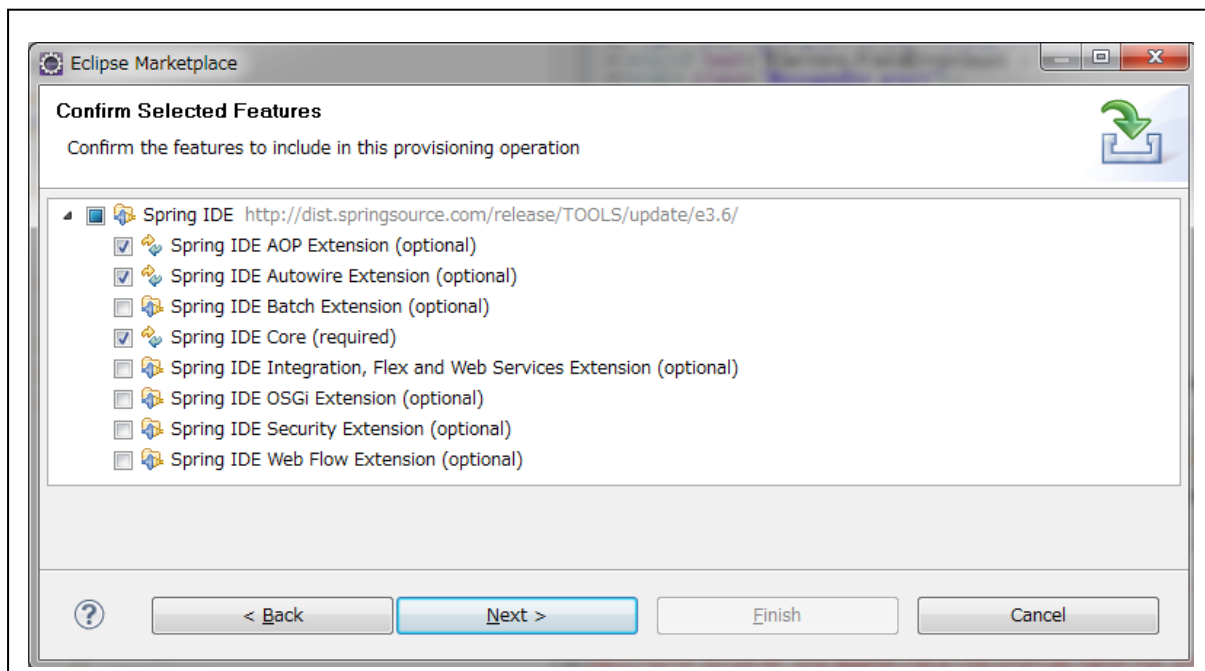 Eclipse Marketplace
Confirm Selected Features
Confirm the features to include in this provisioning operation
Spring IDE http://dist.springsource.com/release/TOOLS/update/e3.6/
Spring IDE AOP Extension (optional)
Spring IDE Autowire Extension (optional)
Spring IDE Batch Extension (optional)
Spring IDE Core (required)
Spring IDE Integration, Flex and Web Services Extension (optional)
Spring IDE OSGi Extension (optional)
Spring IDE Security Extension (optional)
Spring IDE Web Flow Extension (optional)
? < Back Next > Finish Cancel